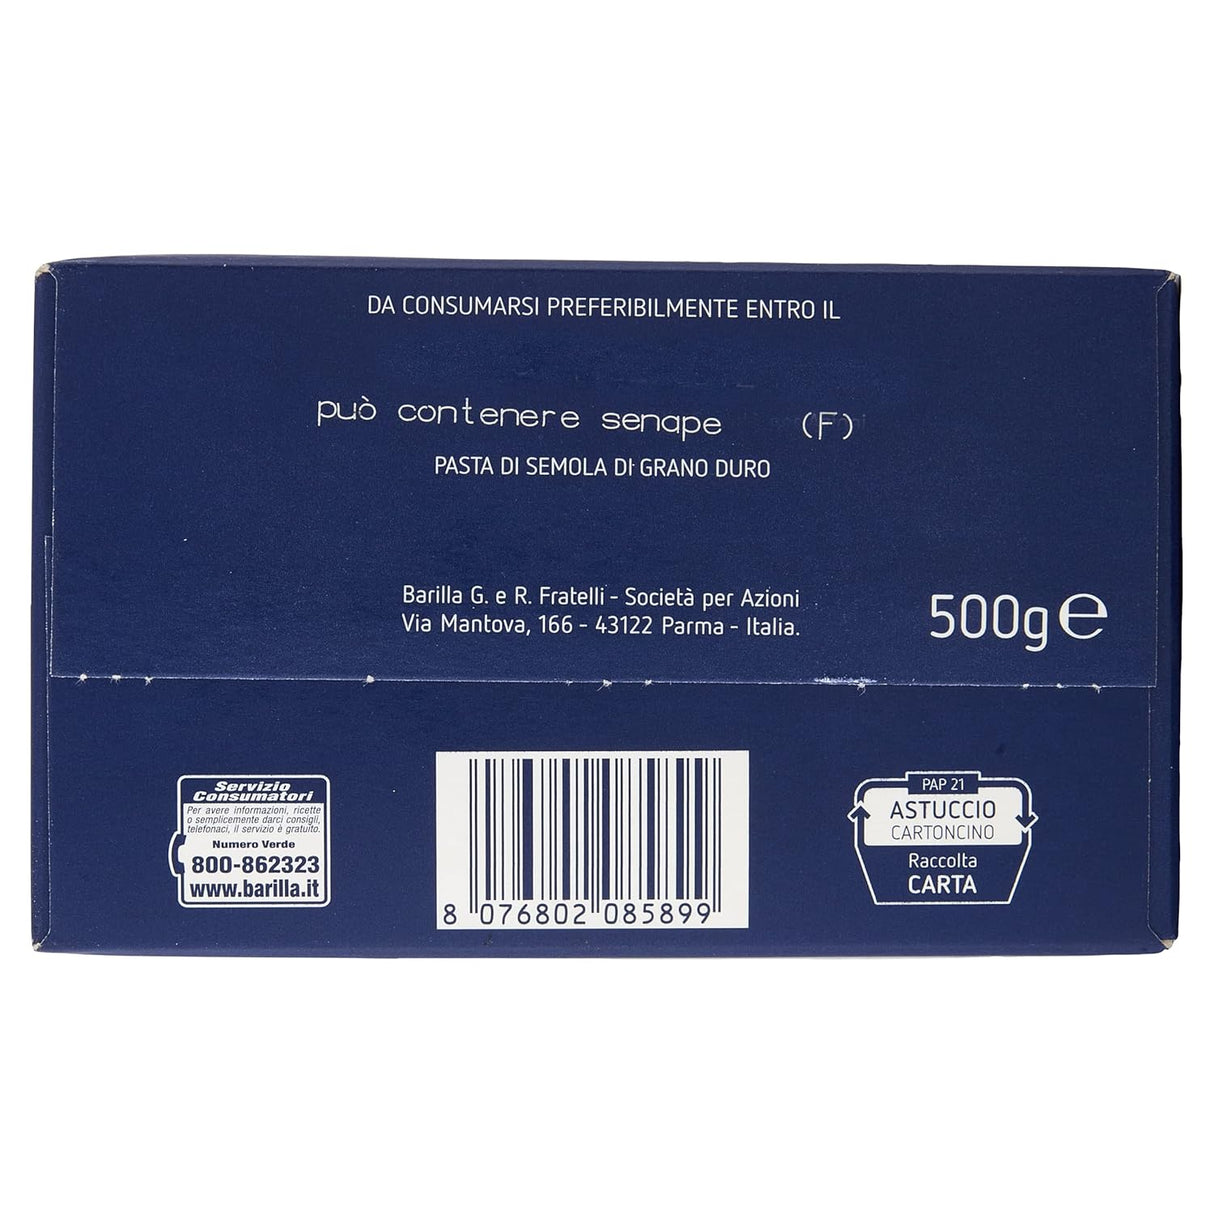 DA CONSUMARSI PREFERIBILMENTE ENTRO IL
può contenere senape (F)
PASTA DI SEMOLA DI GRANO DURO
Barilla G. e R. Fratelli - Società per Azioni
Via Mantova, 166 - 43122 Parma - Italia.
500g e
Servizio
Consumatori
Per avere informazioni, ricette
o semplicemente darci consigli,
telefonaci, il servizio è gratuito.
Numero Verde
800-862323
www.barilla.it
8 076802 085899
PAP 21
ASTUCCIO
CARTONCINO
Raccolta
CARTA